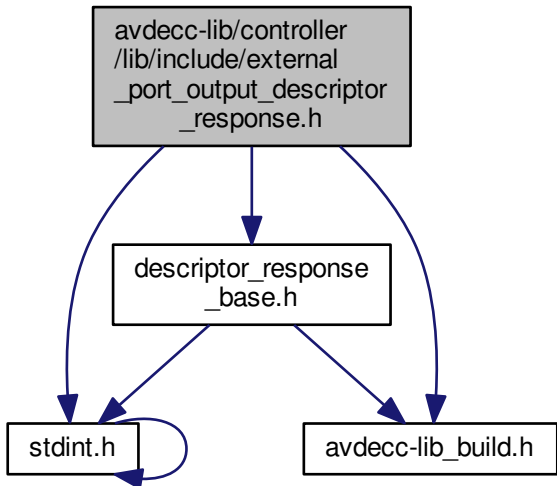 avdecc-lib/controller
/lib/include/external
_port_output_descriptor
_response.h
descriptor_response
_base.h
stdint.h
avdecc-lib_build.h